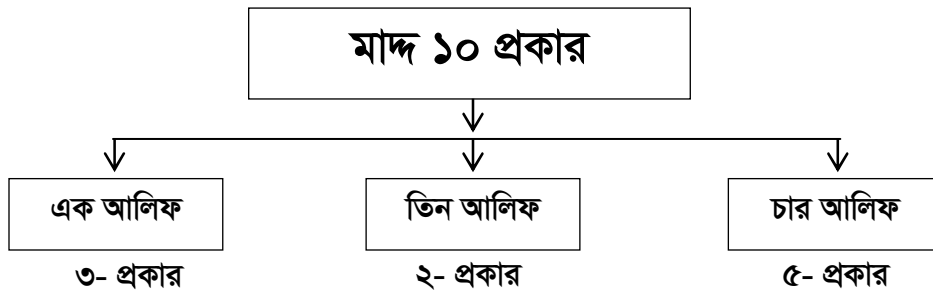 মাদ্দ ১০ প্রকার
এক আলিফ
তিন আলিফ
চার আলিফ
৩- প্রকার
২- প্রকার
৫- প্রকার